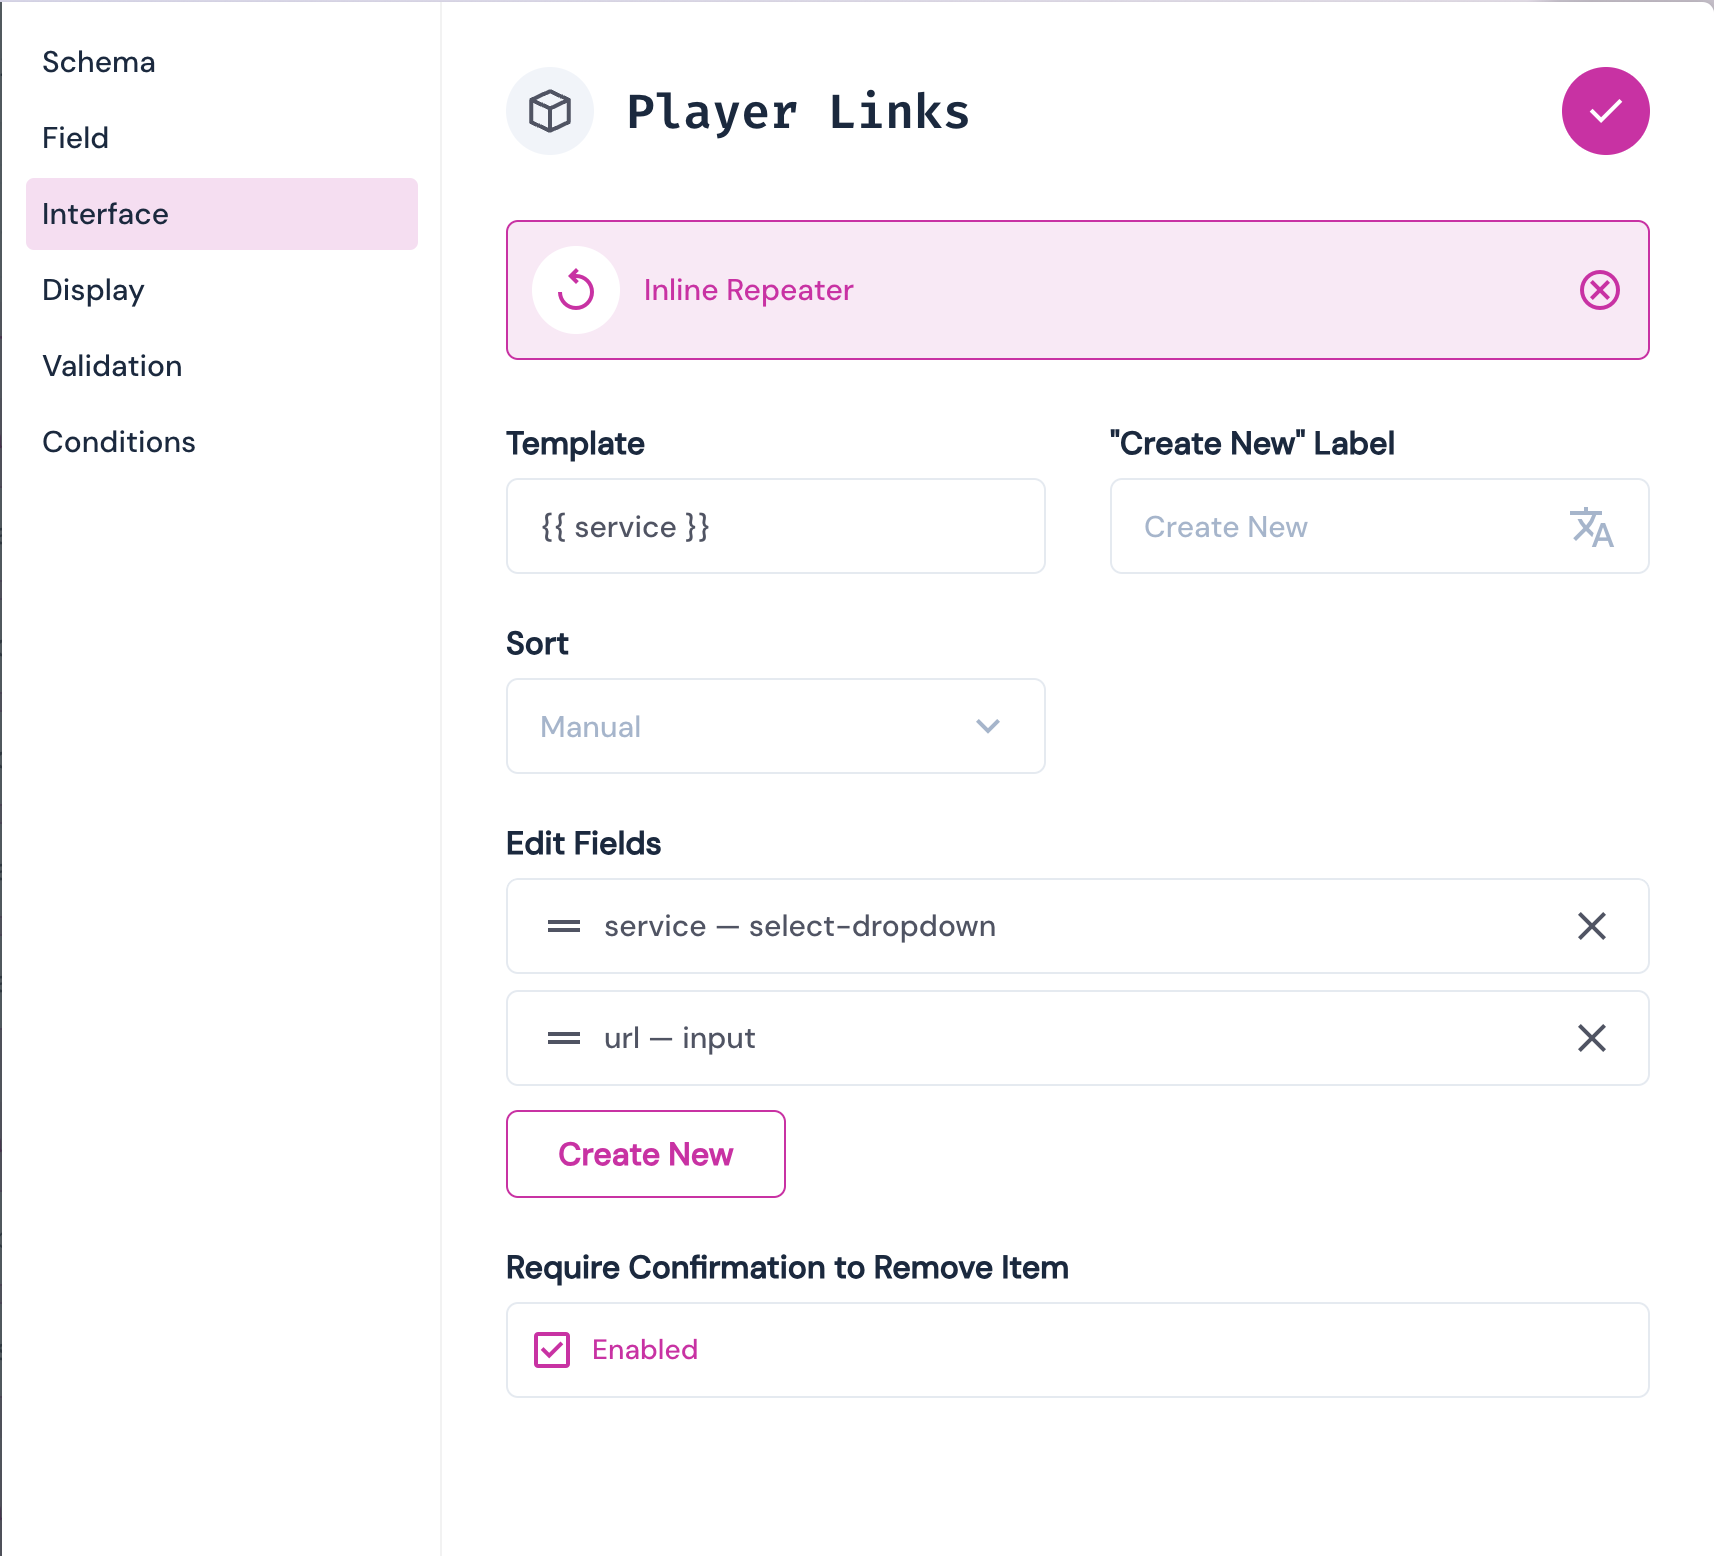 Schema
Field
Interface
Display
Validation
Conditions
Player Links
Inline Repeater
Template
"Create New" Label
{{ service }}
Create New
Sort
Manual
Edit Fields
service — select-dropdown
url — input
Create New
Require Confirmation to Remove Item
Enabled